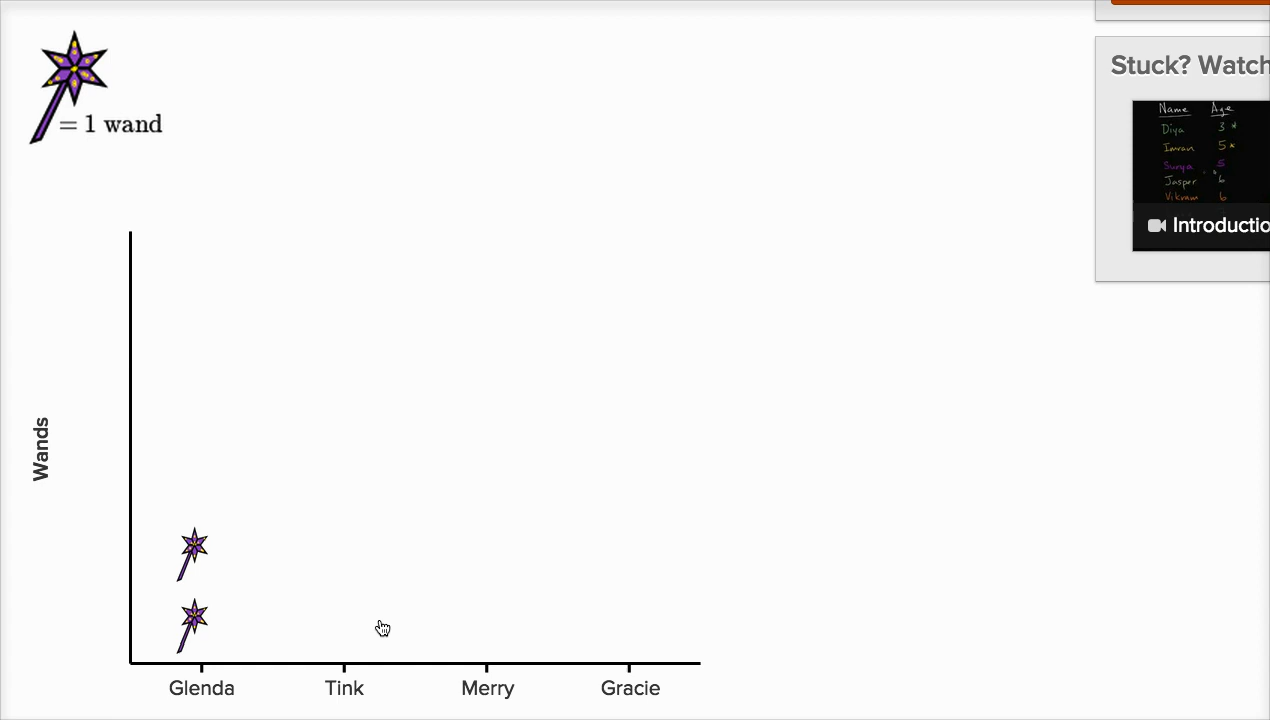 = 1 wand
Stuck? Watch
Name Age
Diya 3 *
Imran 5 *
Surya 5
Jasper 6
Vikram 6
Introductio
Wands
Glenda Tink Merry Gracie